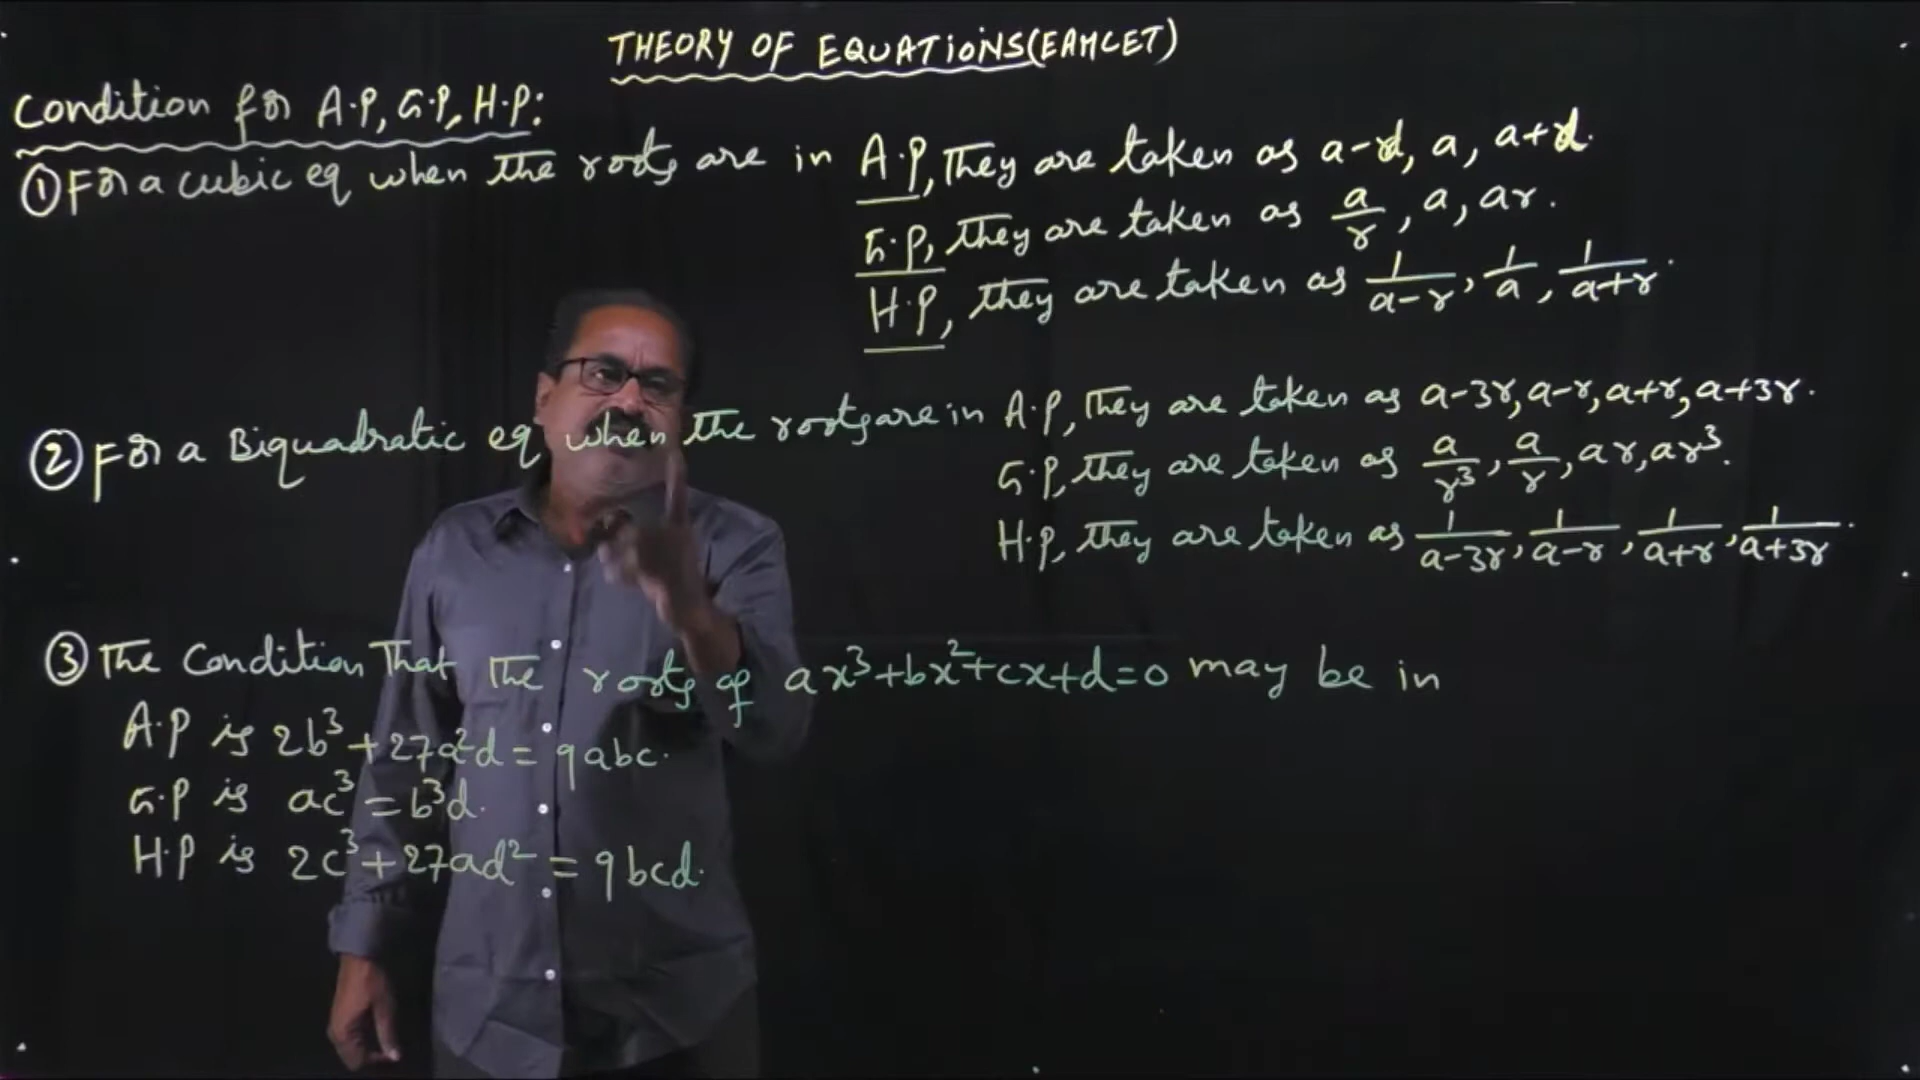 THEORY OF EQUATIONS(EAMCET)
Condition for A.P, G.P, H.P:
① For a cubic eq when the roots are in A.P, They are taken as a-d, a, a+d.
G.P, they are taken as a/r, a, ar.
H.P, they are taken as 1/(a-r), 1/a, 1/(a+r).
② For a Biquadratic eq when the roots are in A.P, They are taken as a-3r, a-r, a+r, a+3r.
G.P, they are taken as a/r³, a/r, ar, ar³.
H.P, they are taken as 1/(a-3r), 1/(a-r), 1/(a+r), 1/(a+3r).
③ The Condition That the roots of ax³+bx²+cx+d=0 may be in
A.P is 2b³+27a²d=9abc.
G.P is ac³=b³d.
H.P is 2c³+27ad²=9bcd.